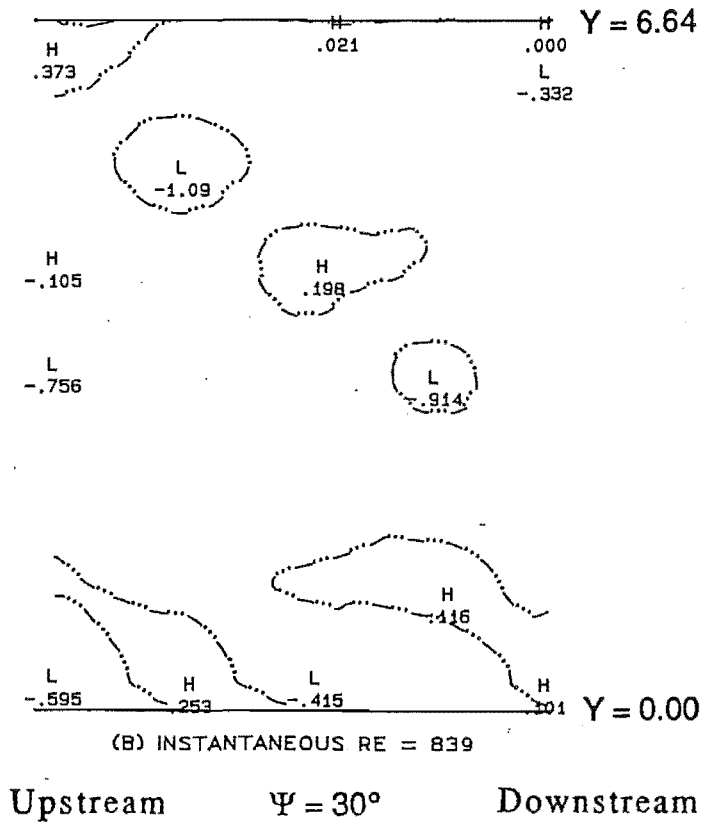 H H Y = 6.64
H .021 .000
.373 L
-.332
L
-1.09
H H
-.105 .198
L L
-.756 -.914
H
.116
L H L H
-.595 .253 -.415 .101 Y = 0.00
(B) INSTANTANEOUS RE = 839
Upstream Ψ = 30° Downstream